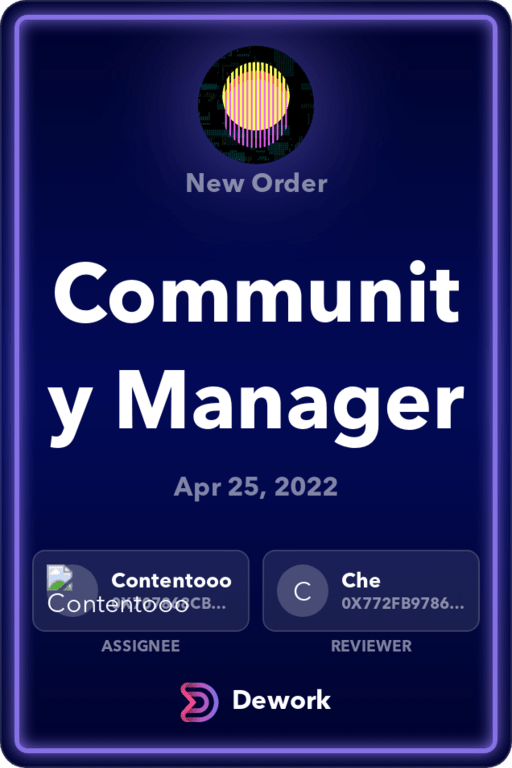 New Order
Communit
y Manager
Apr 25, 2022
Contentooo
Contentooo
ASSIGNEE
C
Che
0X772FB9786...
REVIEWER
Dework